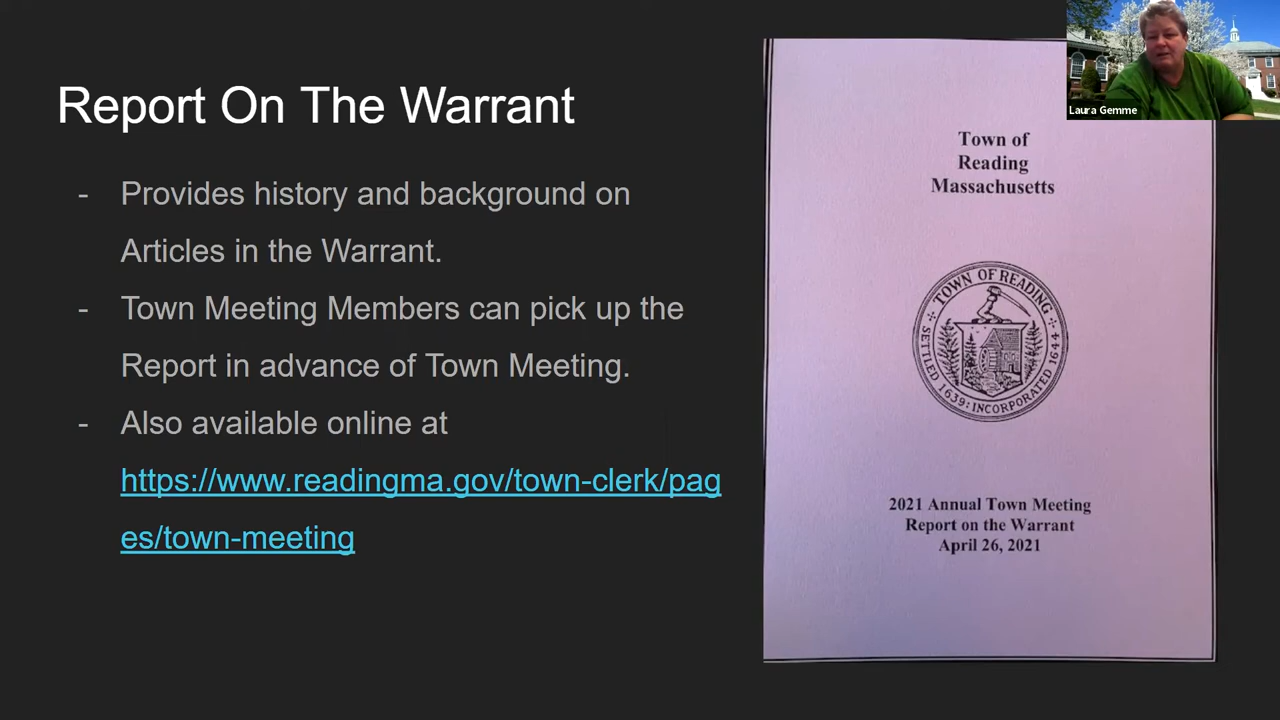 Report On The Warrant
- Provides history and background on
Articles in the Warrant.
- Town Meeting Members can pick up the
Report in advance of Town Meeting.
- Also available online at
https://www.readingma.gov/town-clerk/pag
es/town-meeting
Laura Gemme
Town of
Reading
Massachusetts
TOWN OF READING
SETTLED 1639: INCORPORATED 1644
2021 Annual Town Meeting
Report on the Warrant
April 26, 2021